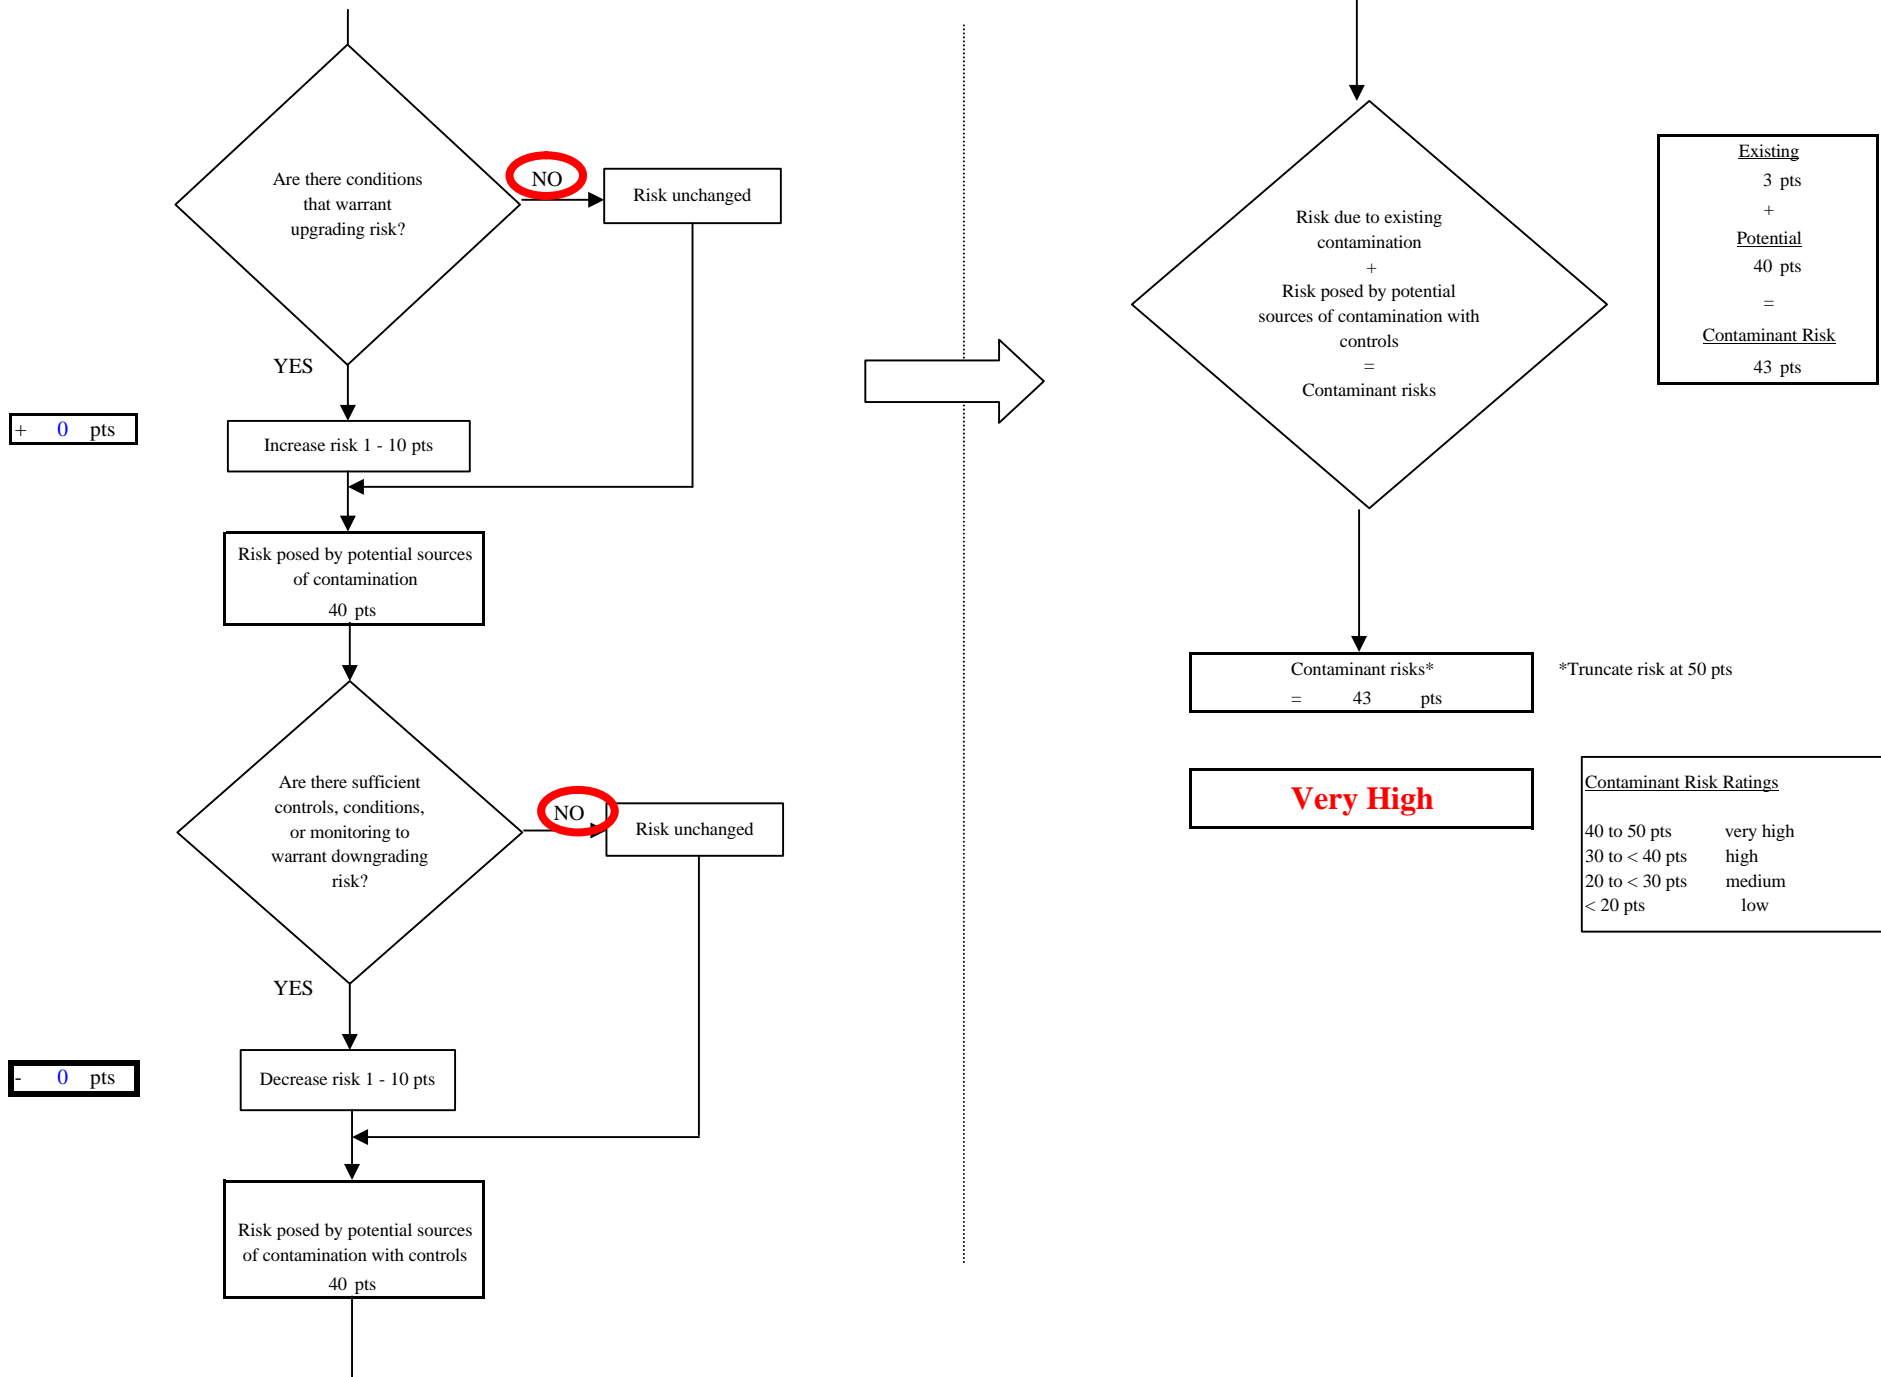 Are there conditions
that warrant
upgrading risk?
NO
Risk unchanged
YES
+ 0 pts
Increase risk 1 - 10 pts
Risk posed by potential sources
of contamination
40 pts
Are there sufficient
controls, conditions,
or monitoring to
warrant downgrading
risk?
NO
Risk unchanged
YES
- 0 pts
Decrease risk 1 - 10 pts
Risk posed by potential sources
of contamination with controls
40 pts
Risk due to existing
contamination
+
Risk posed by potential
sources of contamination with
controls
=
Contaminant risks
Existing
3 pts
+
Potential
40 pts
=
Contaminant Risk
43 pts
Contaminant risks*
= 43 pts
*Truncate risk at 50 pts
Very High
Contaminant Risk Ratings
40 to 50 pts very high
30 to < 40 pts high
20 to < 30 pts medium
< 20 pts low